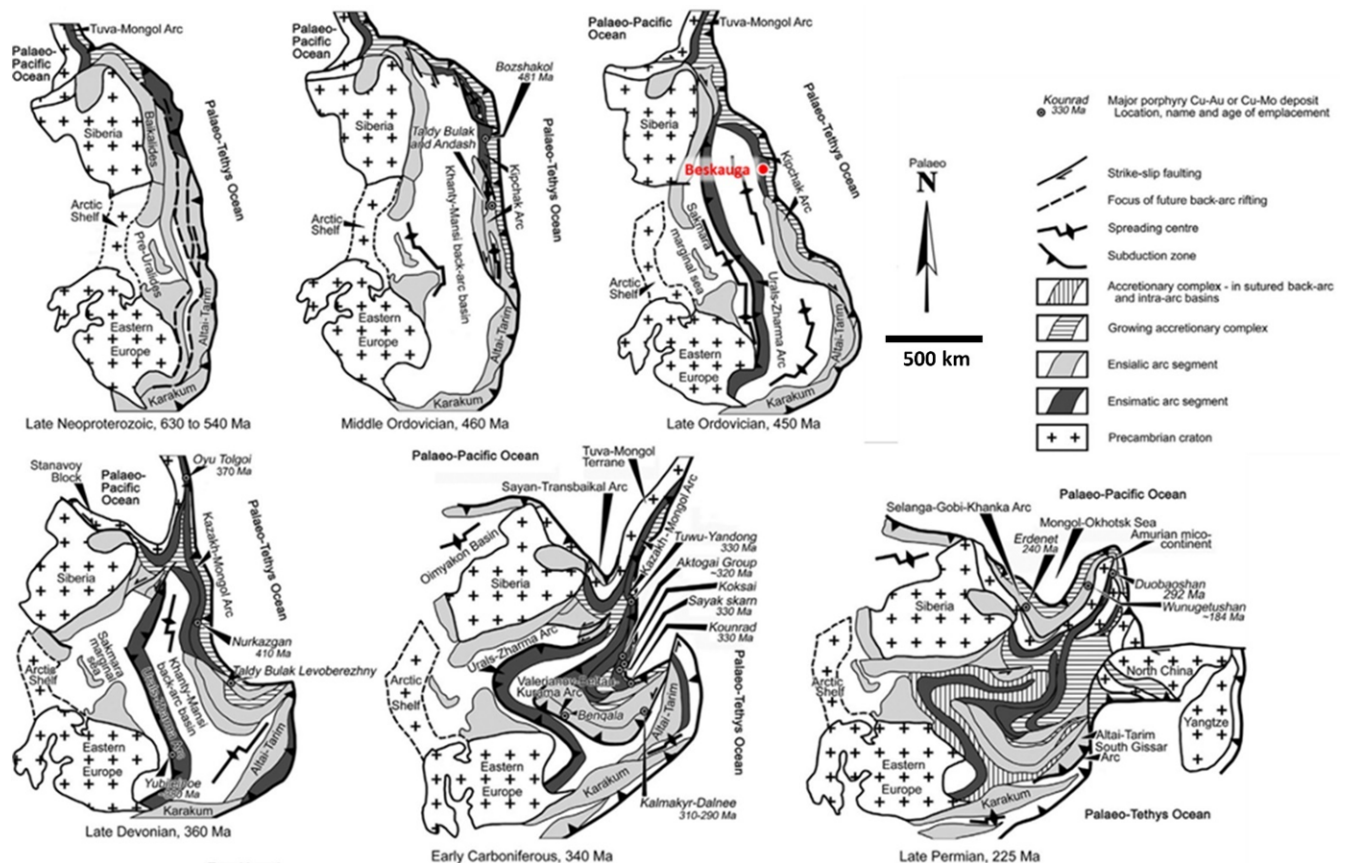 Tuva-Mongol Arc
Palaeo-
Pacific
Ocean
Siberia
Baikalides
Palaeo-Tethys Ocean
Arctic
Shelf
Pre-Uralides
Eastern
Europe
Altai-Tarim
Karakum
Late Neoproterozoic, 630 to 540 Ma
Palaeo-
Pacific
Ocean
Bozshakol
481 Ma
Siberia
Taldy Bulak
and Andash
Palaeo-Tethys Ocean
Kipchak Arc
Khanty-Mansi back-arc basin
Arctic
Shelf
Eastern
Europe
Altai-Tarim
Karakum
Middle Ordovician, 460 Ma
Palaeo-Pacific
Ocean
Tuva-Mongol Arc
Siberia
Palaeo-Tethys Ocean
Beskauga
Kipchak Arc
Sakmara
marginal sea
Arctic
Shelf
Urals-Zharma Arc
Eastern
Europe
Altai-Tarim
Karakum
Late Ordovician, 450 Ma
Palaeo
N
500 km
Kounrad
330 Ma
Major porphyry Cu-Au or Cu-Mo deposit
Location, name and age of emplacement
Strike-slip faulting
Focus of future back-arc rifting
Spreading centre
Subduction zone
Accretionary complex - in sutured back-arc
and intra-arc basins
Growing accretionary complex
Ensialic arc segment
Ensimatic arc segment
Precambrian craton
Stanavoy
Block
Palaeo-
Pacific
Ocean
Oyu Tolgoi
370 Ma
Kazakh-Mongol Arc
Palaeo-Tethys Ocean
Siberia
Nurkazgan
410 Ma
Taldy Bulak Levoberezhny
Sakmara
marginal
sea
Arctic
Shelf
Khanty-Mansi
back-arc basin
Eastern
Europe
Altai-Tarim
Karakum
Late Devonian, 360 Ma
Palaeo-Pacific Ocean
Tuva-Mongol
Terrane
Sayan-Transbaikal Arc
Kazakh-Mongol Arc
Oimyakon Basin
Siberia
Tuwu-Yandong
330 Ma
Aktogai Group
~320 Ma
Koksai
Sayak skarn
330 Ma
Kounrad
330 Ma
Urals-Zharma Arc
Arctic
Shelf
Kurama Arc
Benqala
Altai-Tarim
Palaeo-Tethys Ocean
Eastern
Europe
Karakum
Kalmakyr-Dalnee
310-290 Ma
Early Carboniferous, 340 Ma
Palaeo-Pacific Ocean
Selanga-Gobi-Khanka Arc
Mongol-Okhotsk Sea
Erdenet
240 Ma
Amurian mico-
continent
Duobaoshan
292 Ma
Wunugetushan
~184 Ma
Siberia
Arctic
Shelf
North China
Yangtze
Eastern
Europe
Altai-Tarim
South Gissar
Arc
Karakum
Palaeo-Tethys Ocean
Late Permian, 225 Ma